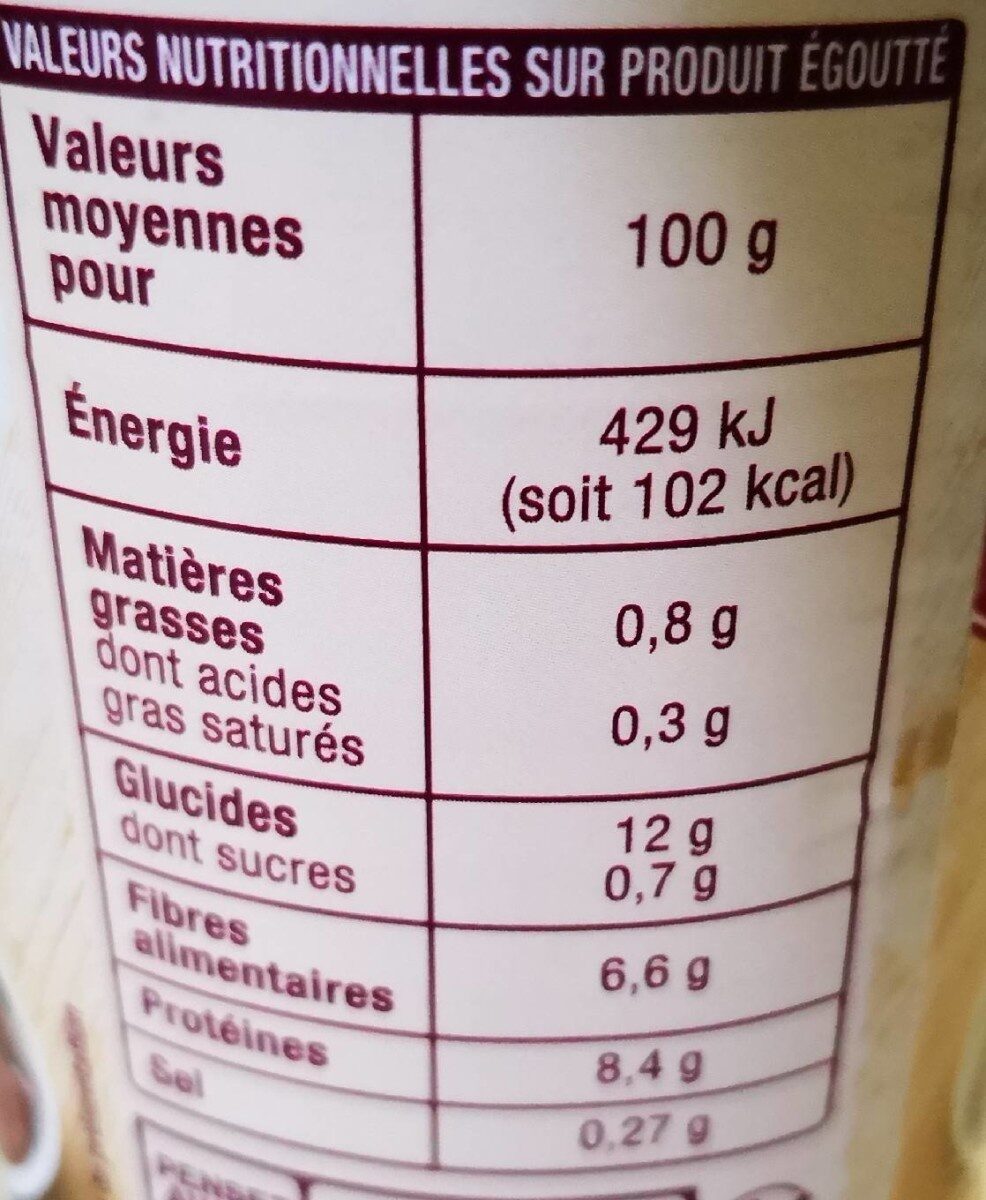 VALEURS NUTRITIONNELLES SUR PRODUIT ÉGOUTTÉ
Valeurs
moyennes
pour
100 g
Énergie
429 kJ
(soit 102 kcal)
Matières
grasses
0,8 g
dont acides
gras saturés
0,3 g
Glucides
12 g
dont sucres
0,7 g
Fibres
alimentaires
6,6 g
Protéines
8,4 g
Sel
0,27 g